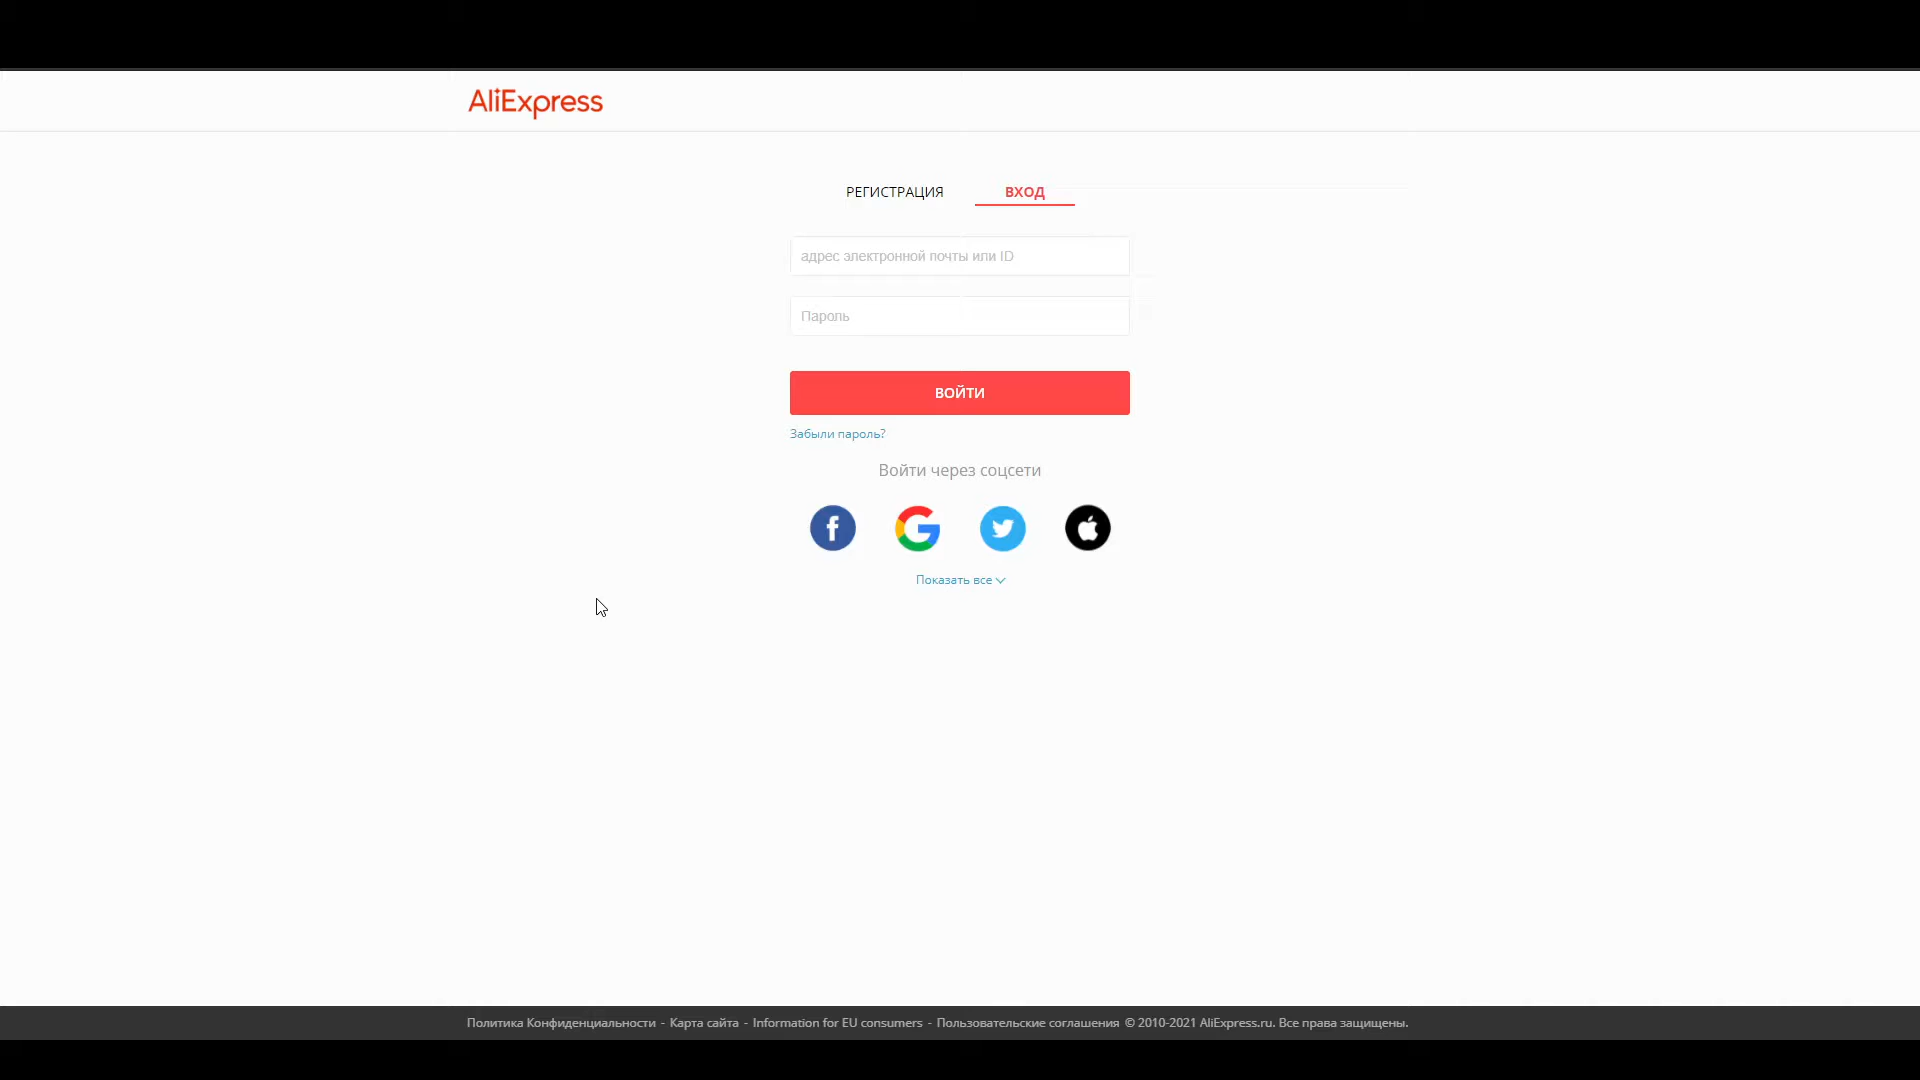 AliExpress
РЕГИСТРАЦИЯ ВХОД
адрес электронной почты или ID
Пароль
ВОЙТИ
Забыли пароль?
Войти через соцсети
Показать все
Политика Конфиденциальности - Карта сайта - Information for EU consumers - Пользовательские соглашения © 2010-2021 AliExpress.ru. Все права защищены.